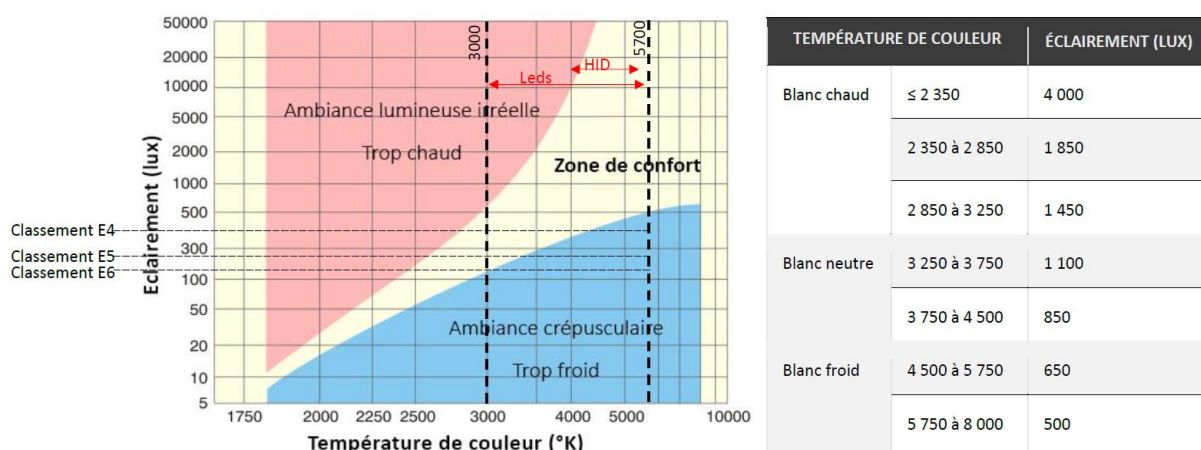 50000
20000
10000
5000
2000
1000
500
300
100
50
20
10
5
Eclairement (lux)
Classement E4
Classement E5
Classement E6
3000
5700
HID
Leds
Ambiance lumineuse irréelle
Trop chaud
Zone de confort
Ambiance crépusculaire
Trop froid
1750 2000 2250 2500 3000 4000 5000 10000
Température de couleur (°K)
TEMPÉRATURE DE COULEUR ÉCLAIREMENT (LUX)
Blanc chaud ≤ 2 350 4 000
2 350 à 2 850 1 850
2 850 à 3 250 1 450
Blanc neutre 3 250 à 3 750 1 100
3 750 à 4 500 850
Blanc froid 4 500 à 5 750 650
5 750 à 8 000 500